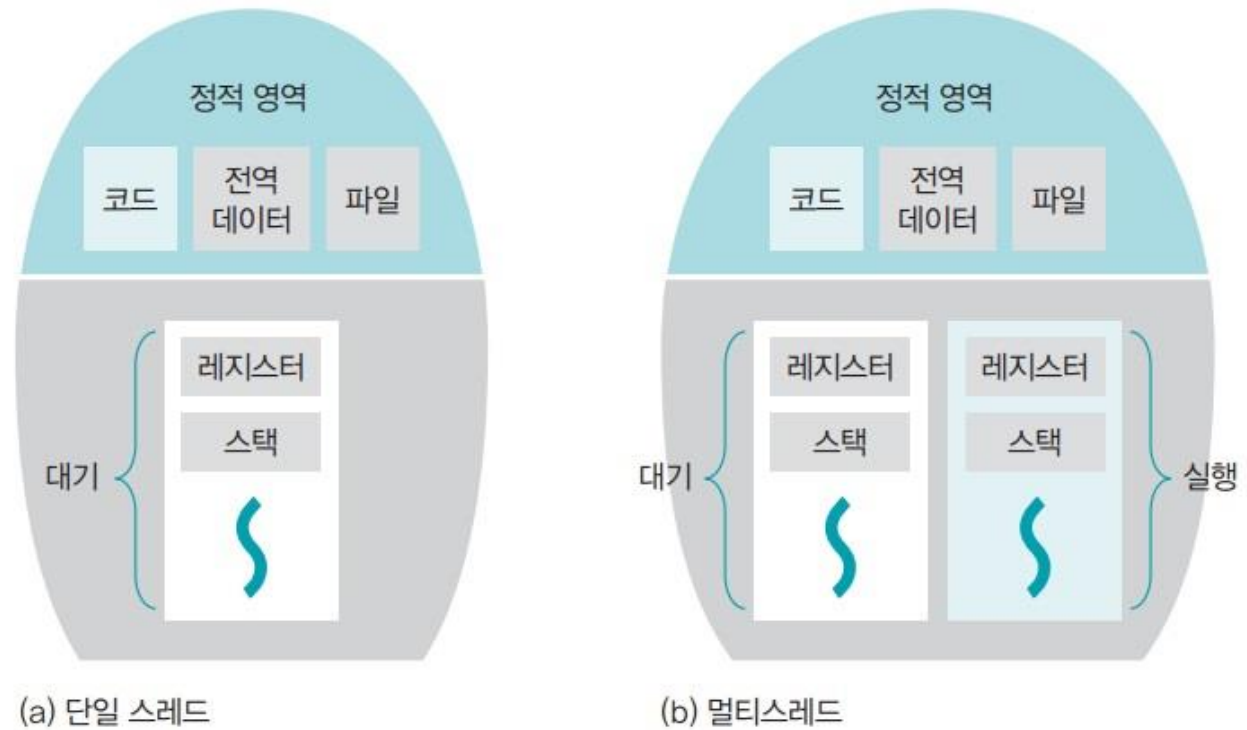 정적 영역
코드
전역
데이터
파일
레지스터
스택
대기
(a) 단일 스레드
정적 영역
코드
전역
데이터
파일
레지스터
스택
대기
레지스터
스택
실행
(b) 멀티스레드